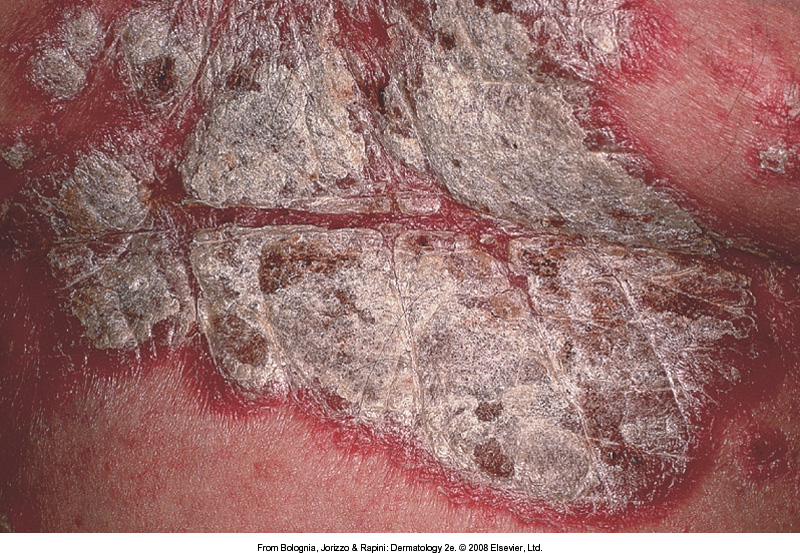 From Bolognia, Jorizzo & Rapini: Dermatology 2e. © 2008 Elsevier, Ltd.